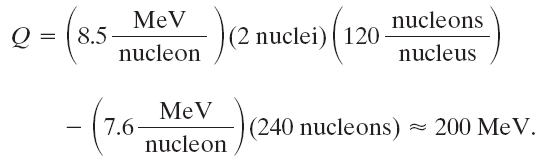 Q = (8.5 MeV/nucleon) (2 nuclei) (120 nucleons/nucleus)
− (7.6 MeV/nucleon) (240 nucleons) ≈ 200 MeV.